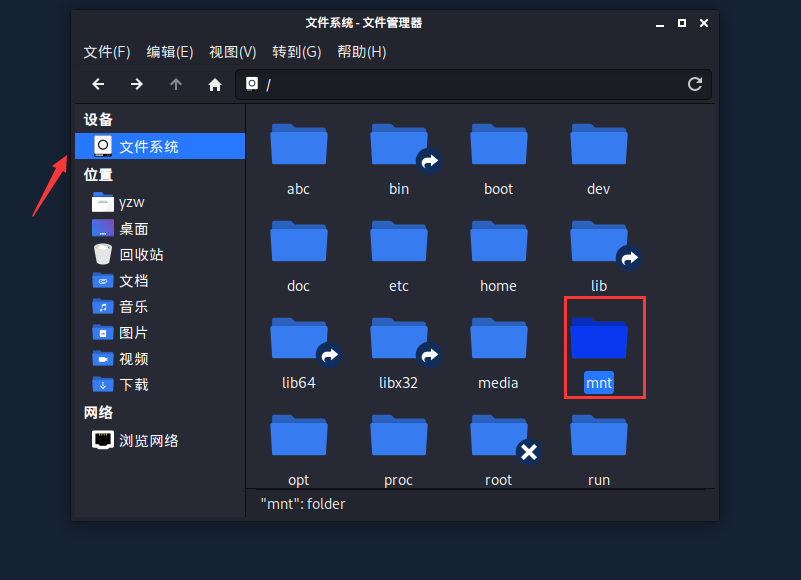 文件系统 - 文件管理器
文件(F) 编辑(E) 视图(V) 转到(G) 帮助(H)
/
设备
文件系统
位置
yzw
桌面
回收站
文档
音乐
图片
视频
下载
网络
浏览网络
abc bin boot dev
doc etc home lib
lib64 libx32 media mnt
opt proc root run
"mnt": folder